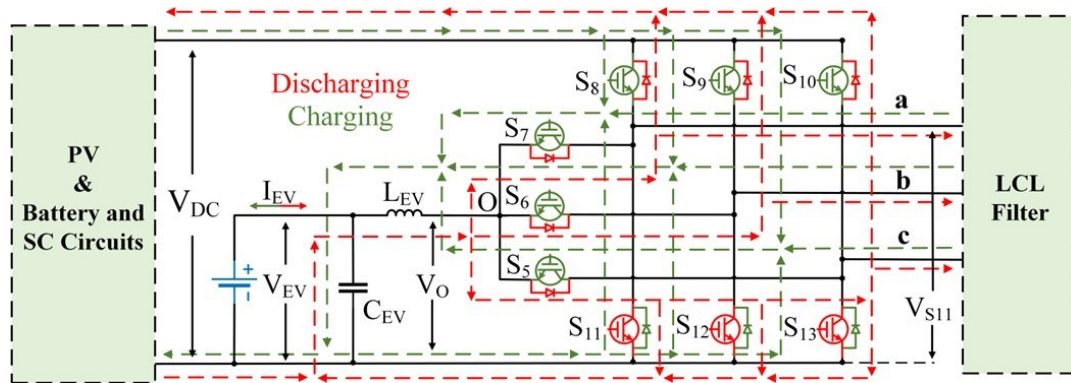 PV
&
Battery and
SC Circuits
Discharging
Charging
V_DC
I_EV
L_EV
O
V_EV
C_EV
V_O
+
-
S_8
S_9
S_10
S_7
S_6
S_5
S_11
S_12
S_13
a
b
c
V_S11
LCL
Filter